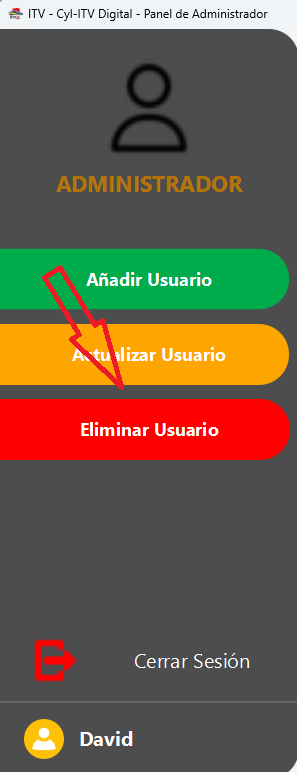 ITV - Cyl-ITV Digital - Panel de Administrador
ADMINISTRADOR
Añadir Usuario
Actualizar Usuario
Eliminar Usuario
Cerrar Sesión
David